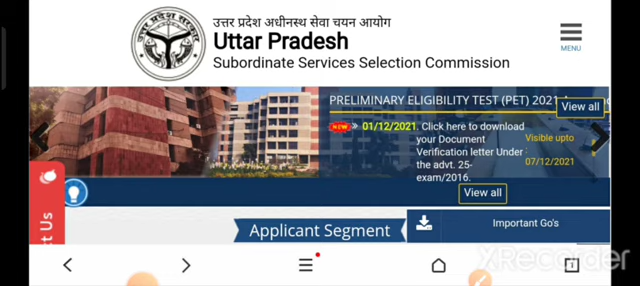 उत्तर प्रदेश अधीनस्थ सेवा चयन आयोग
Uttar Pradesh
Subordinate Services Selection Commission
MENU
PRELIMINARY ELIGIBILITY TEST (PET) 2021
View all
NEW
01/12/2021. Click here to download
your Document
Verification letter Under
the advt. 25-
exam/2016.
Visible upto
:
07/12/2021
View all
ct Us
Applicant Segment
Important Go's
XRecorder